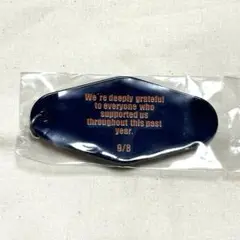 We're deeply grateful
to everyone who
supported us
throughout this past
year.
9/8